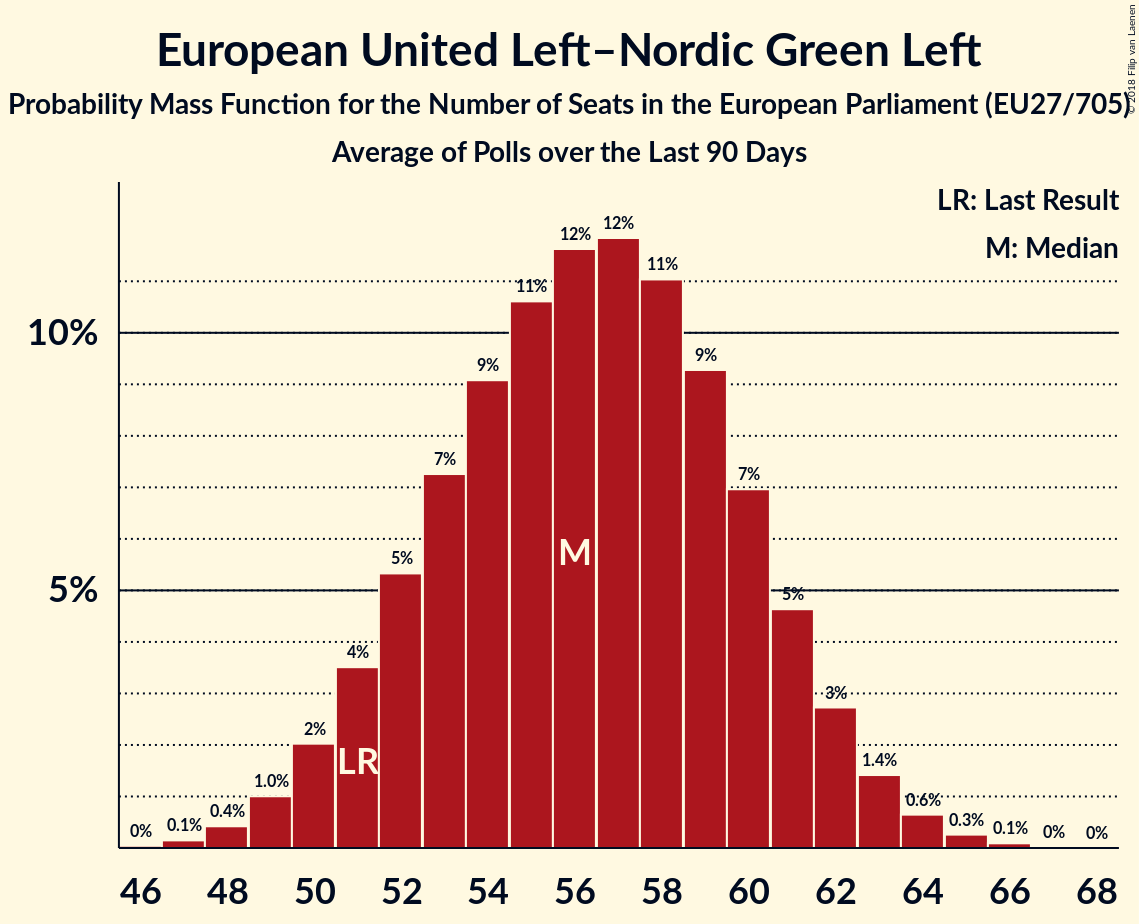 European United Left–Nordic Green Left
Probability Mass Function for the Number of Seats in the European Parliament (EU27/705)
Average of Polls over the Last 90 Days
© 2018 Filip van Laenen
LR: Last Result
M: Median
10%
5%
0% 0.1% 0.4% 1.0% 2% 4% 5% 7% 9% 11% 12% 12% 11% 9% 7% 5% 3% 1.4% 0.6% 0.3% 0.1% 0% 0%
LR M
46 48 50 52 54 56 58 60 62 64 66 68